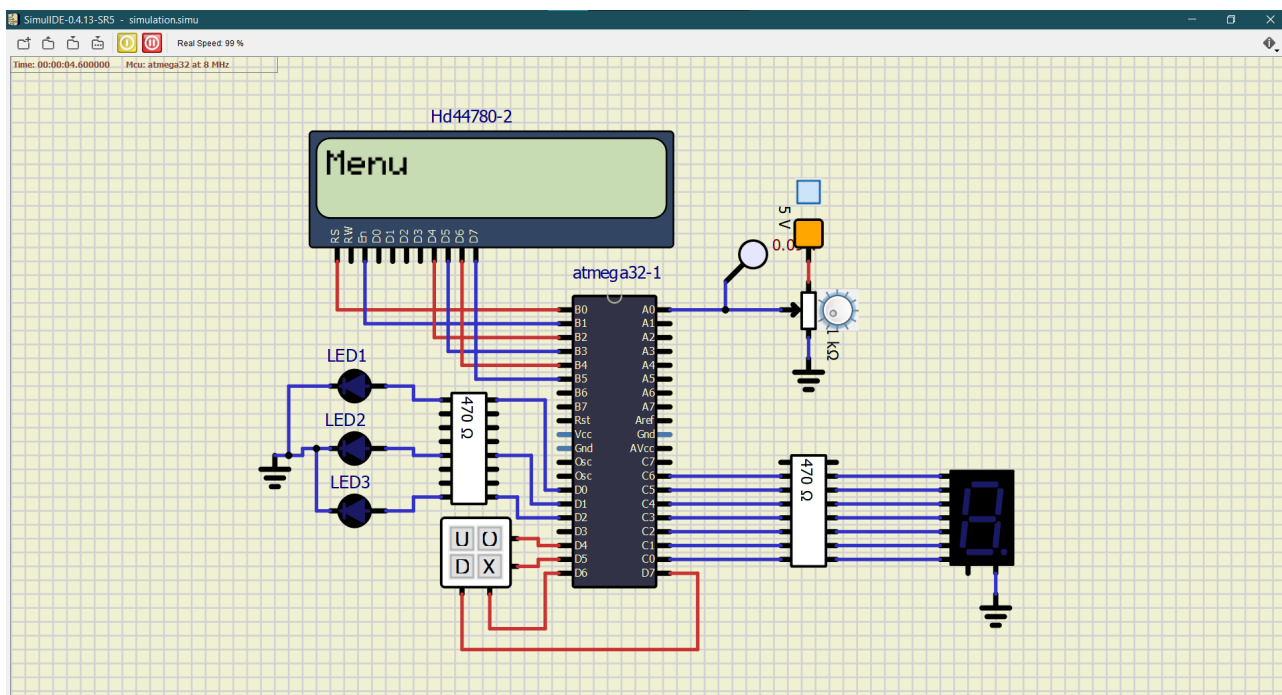 SimulIDE-0.4.13-SR5 - simulation.simu
Real Speed: 99 %
Time: 00:00:04.600000 Mcu: atmega32 at 8 MHz
Hd44780-2
Menu
RS RW En D0 D1 D2 D3 D4 D5 D6 D7
5 V
atmega32-1
B0 A0
B1 A1
B2 A2
B3 A3
B4 A4
B5 A5
B6 A6
B7 A7
Rst Aref
Vcc Gnd
Gnd AVcc
Osc C7
Osc C6
D0 C5
D1 C4
D2 C3
D3 C2
D4 C1
D5 C0
D6 D7
1 kΩ
LED1
LED2
LED3
470 Ω
470 Ω
U O
D X